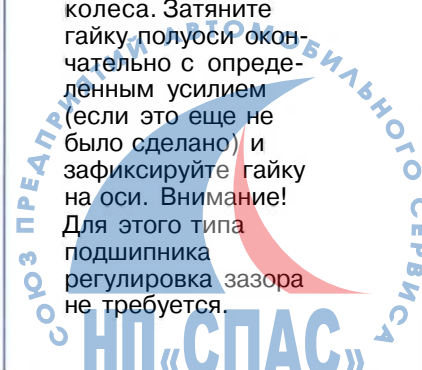 колеса. Затяните
гайку полуоси окон-
чательно с опреде-
ленным усилием
(если это еще не
было сделано) и
зафиксируйте гайку
на оси. Внимание!
Для этого типа
подшипника
регулировка зазора
не требуется.
СОЮЗ ПРЕДПРИЯТИЙ АВТОМОБИЛЬНОГО СЕРВИСА
НП«СПАС»